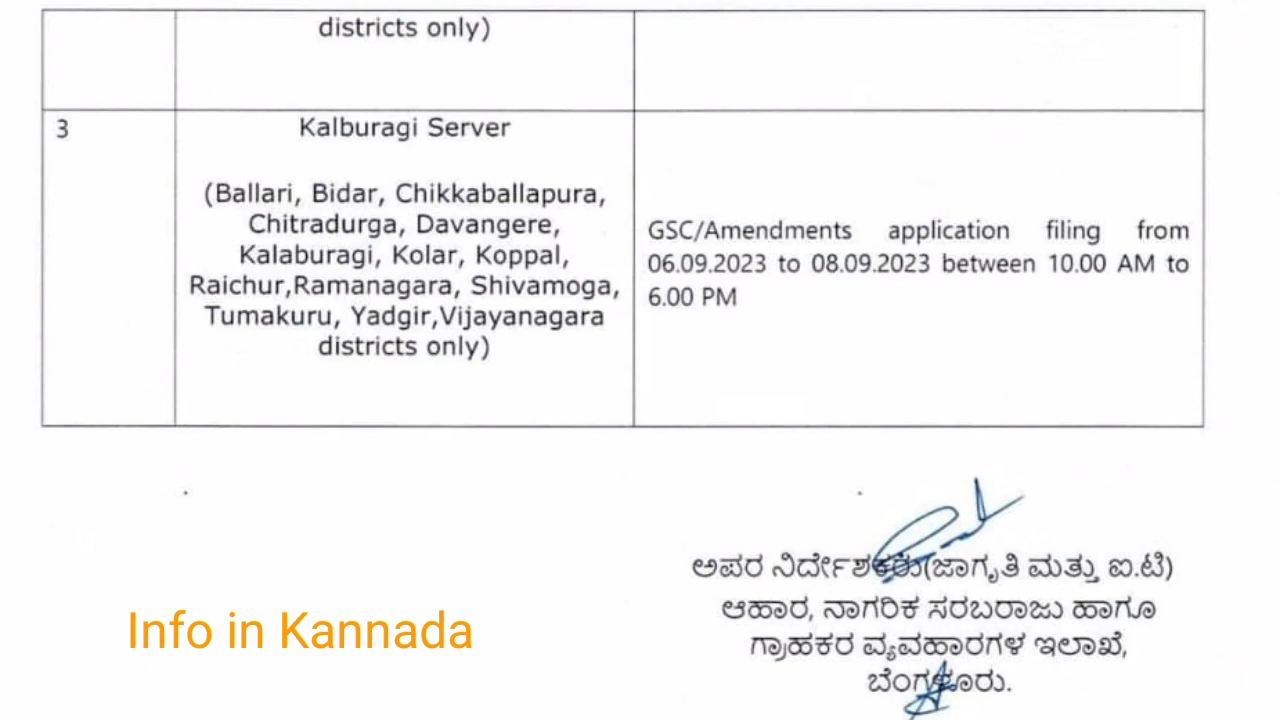 districts only)
3
Kalburagi Server
(Ballari, Bidar, Chikkaballapura,
Chitradurga, Davangere,
Kalaburagi, Kolar, Koppal,
Raichur,Ramanagara, Shivamoga,
Tumakuru, Yadgir,Vijayanagara
districts only)
GSC/Amendments application filing from
06.09.2023 to 08.09.2023 between 10.00 AM to
6.00 PM
ಅಪರ ನಿರ್ದೇಶಕರು(ಜಾಗೃತಿ ಮತ್ತು ಐ.ಟಿ)
ಆಹಾರ, ನಾಗರಿಕ ಸರಬರಾಜು ಹಾಗೂ
ಗ್ರಾಹಕರ ವ್ಯವಹಾರಗಳ ಇಲಾಖೆ,
ಬೆಂಗಳೂರು.
Info in Kannada